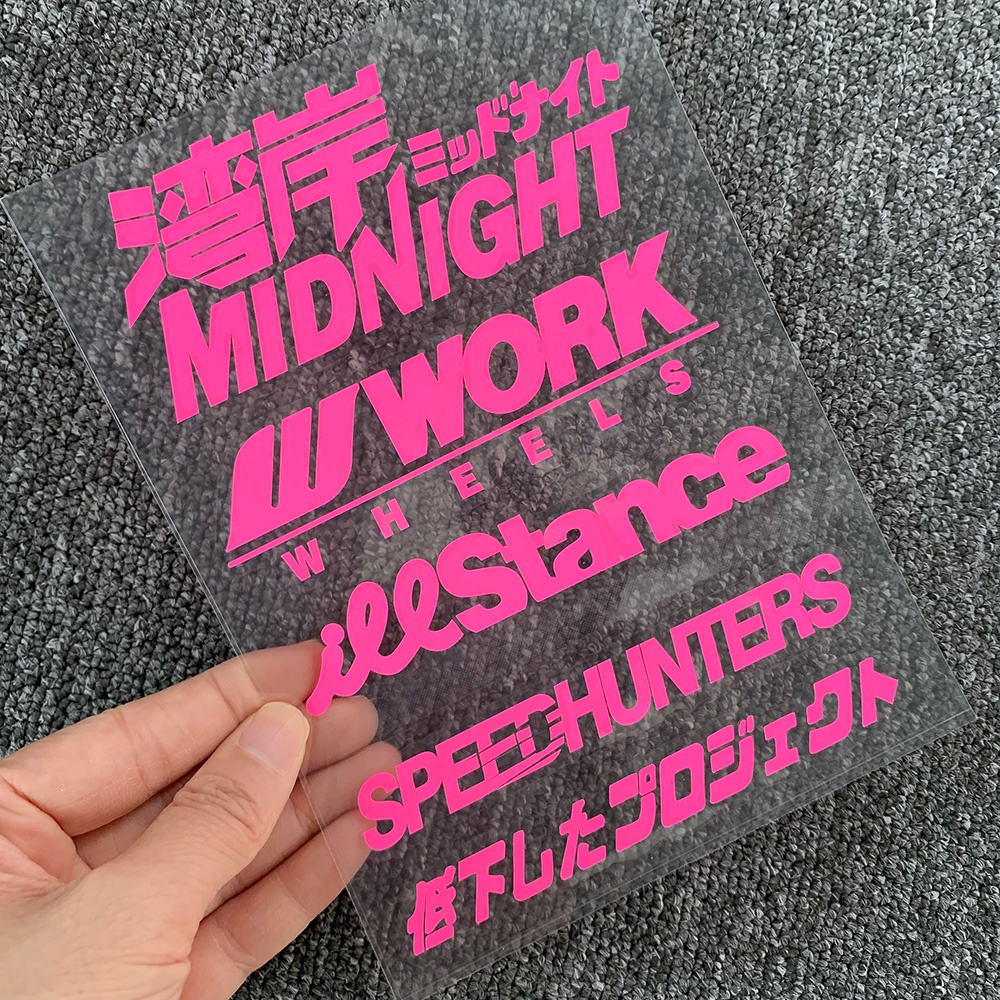 湾岸 ミッドナイト
MIDNIGHT
WORK
WHEELS
illStance
SPEEDHUNTERS
低下したプロジェクト